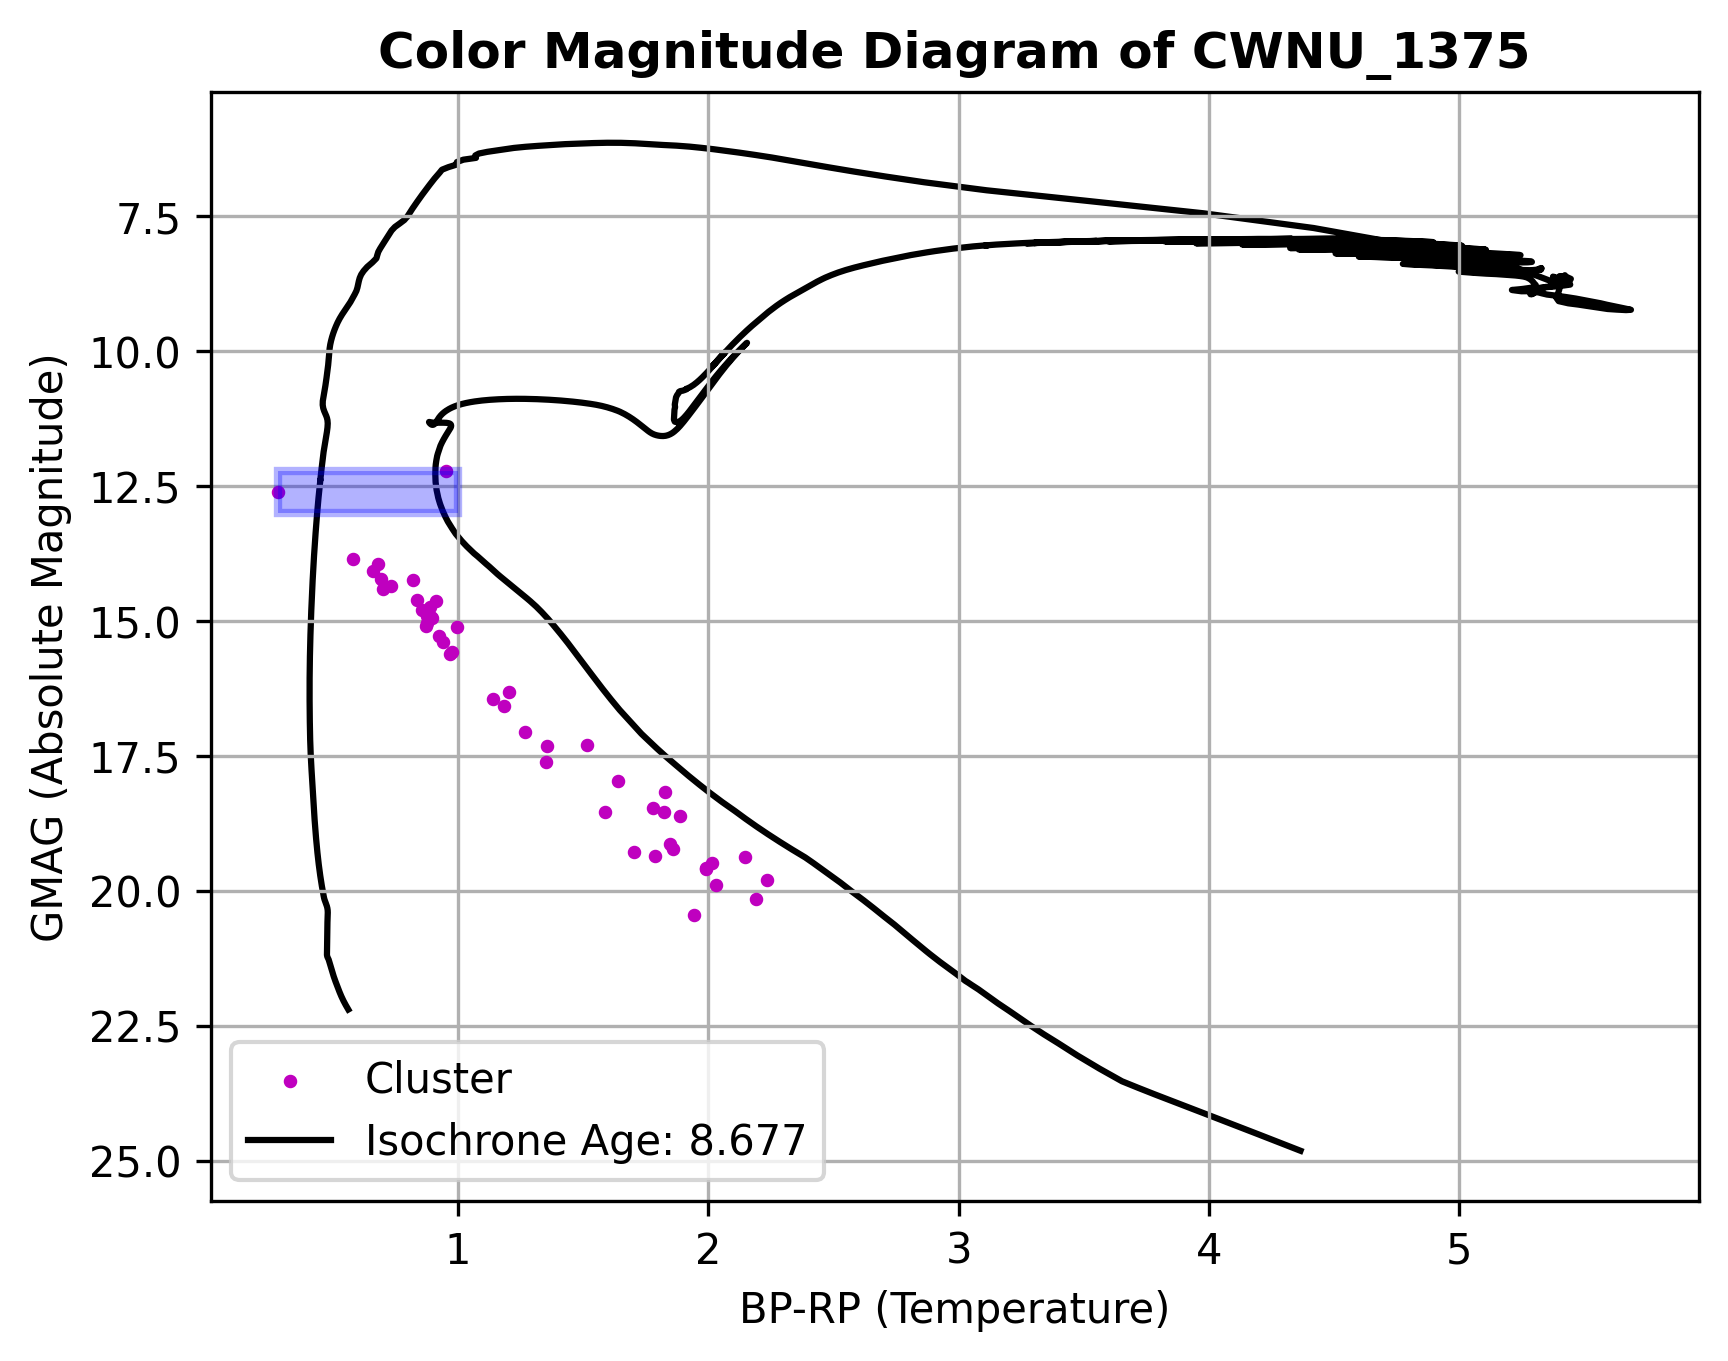 Color Magnitude Diagram of CWNU_1375
GMAG (Absolute Magnitude)
7.5
10.0
12.5
15.0
17.5
20.0
22.5
25.0
Cluster
Isochrone Age: 8.677
1 2 3 4 5
BP-RP (Temperature)